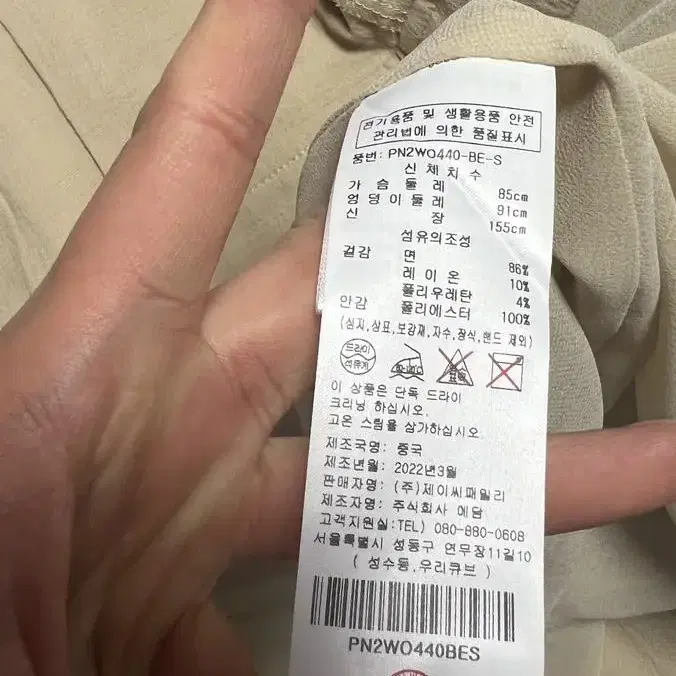 전기용품 및 생활용품 안전
관리법에 의한 품질표시
품번: PN2WO440-BE-S
신 체 치 수
가 슴 둘 레 85cm
엉 덩 이 둘 레 91cm
신 장 155cm
섬유의조성
겉감 면 86%
레 이 온 10%
폴리우레탄 4%
안감 폴리에스터 100%
(심지,상표,보강재,자수,장식,밴드 제외)
드라이
석유계
이 상품은 단독 드라이
크리닝 하십시오.
고온 스팀을 삼가하십시오
제조국명: 중국
제조년월: 2022년3월
판매자명: (주)제이씨패밀리
제조자명: 주식회사 에담
고객지원실:TEL) 080-880-0608
서울특별시 성동구 연무장11길10
( 성수동,우리큐브 )
PN2WO440BES